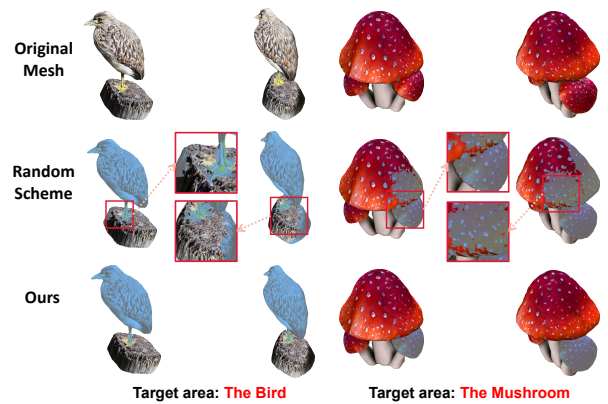 Original
Mesh
Random
Scheme
Ours
Target area: The Bird
Target area: The Mushroom